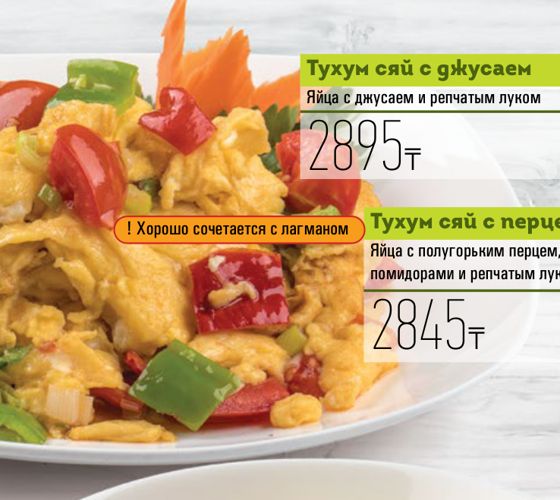 Тухум сяй с джусаем
Яйца с джусаем и репчатым луком
2895₸
! Хорошо сочетается с лагманом
Тухум сяй с перце
Яйца с полугорьким перцем,
помидорами и репчатым лук
2845₸